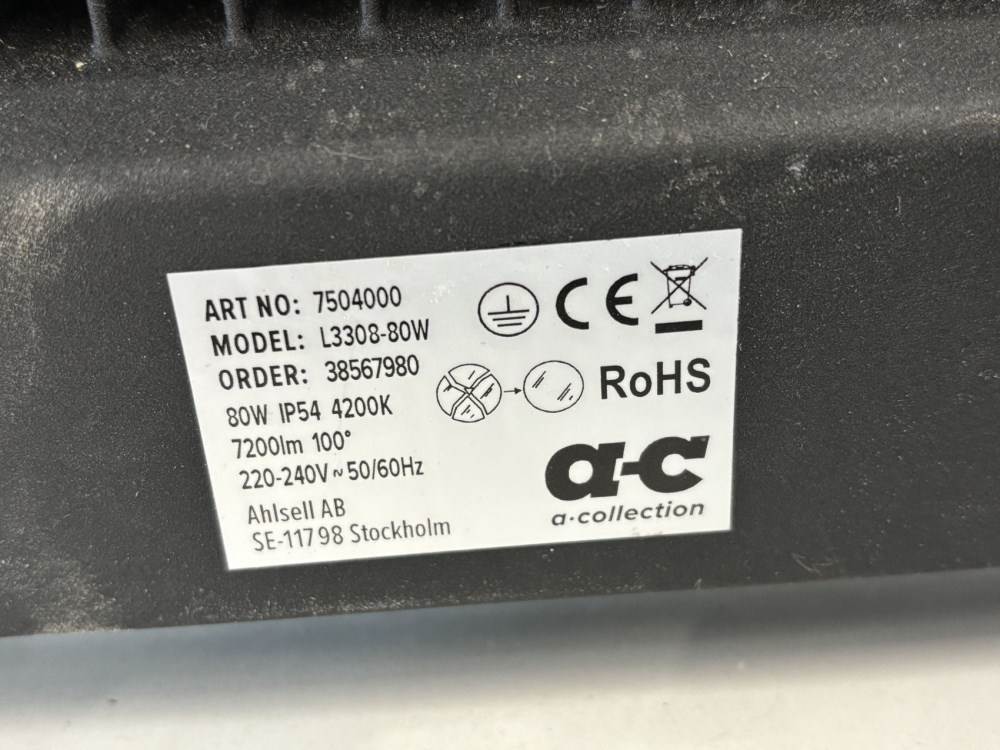 ART NO: 7504000
MODEL: L3308-80W
ORDER: 38567980
80W IP54 4200K
7200lm 100°
220-240V ~ 50/60Hz
Ahlsell AB
SE-117 98 Stockholm
CE
RoHS
a-c
a·collection